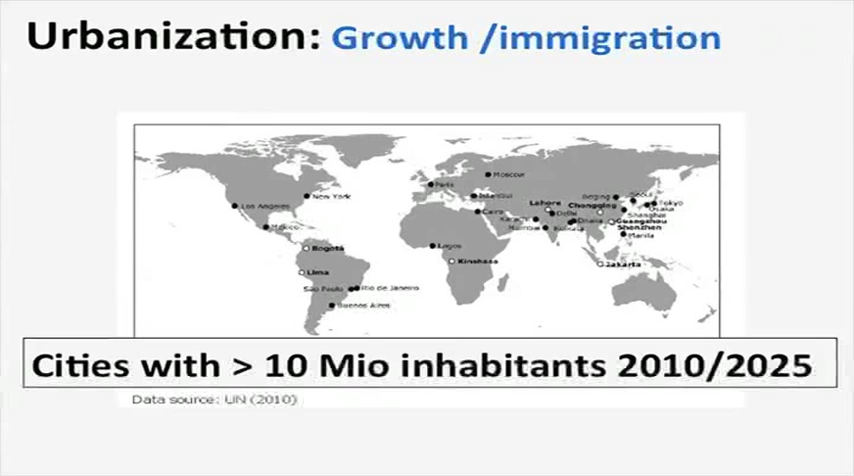 Urbanization: Growth /immigration
Moscow
Paris
New York
Istanbul
Los Angeles
Cairo
Lahore
Delhi
Karachi
Mumbai
Kolkata
Dhaka
Beijing
Seoul
Tokyo
Osaka
Chongqing
Shanghai
Guangzhou
Shenzhen
Manila
México
Bogotá
Lagos
Kinshasa
Lima
Jakarta
São Paulo
Rio de Janeiro
Buenos Aires
Cities with > 10 Mio inhabitants 2010/2025
Data source: UN (2010)